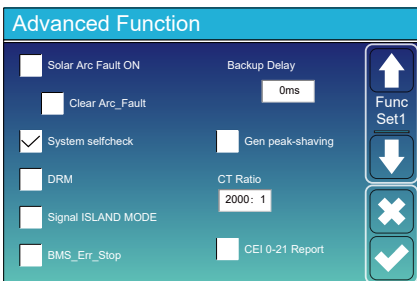 Advanced Function
Solar Arc Fault ON
Backup Delay
0ms
Clear Arc_Fault
Func
Set1
System selfcheck
Gen peak-shaving
DRM
CT Ratio
2000: 1
Signal ISLAND MODE
BMS_Err_Stop
CEI 0-21 Report